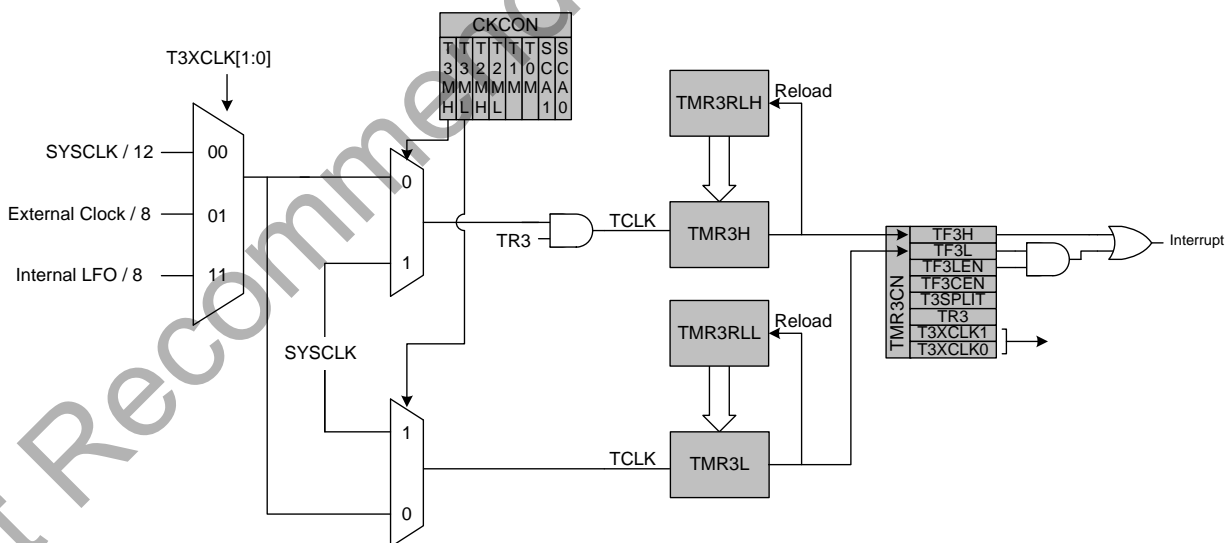 CKCON
T3MH
T3ML
T2MH
T2ML
T1M
T0M
SCA1
SCA0
T3XCLK[1:0]
SYSCLK / 12
00
External Clock / 8
01
Internal LFO / 8
11
0
1
SYSCLK
1
0
TR3
TCLK
TMR3RLH
Reload
TMR3H
TMR3RLL
Reload
TCLK
TMR3L
TMR3CN
TF3H
TF3L
TF3LEN
TF3CEN
T3SPLIT
TR3
T3XCLK1
T3XCLK0
Interrupt
t Recommen